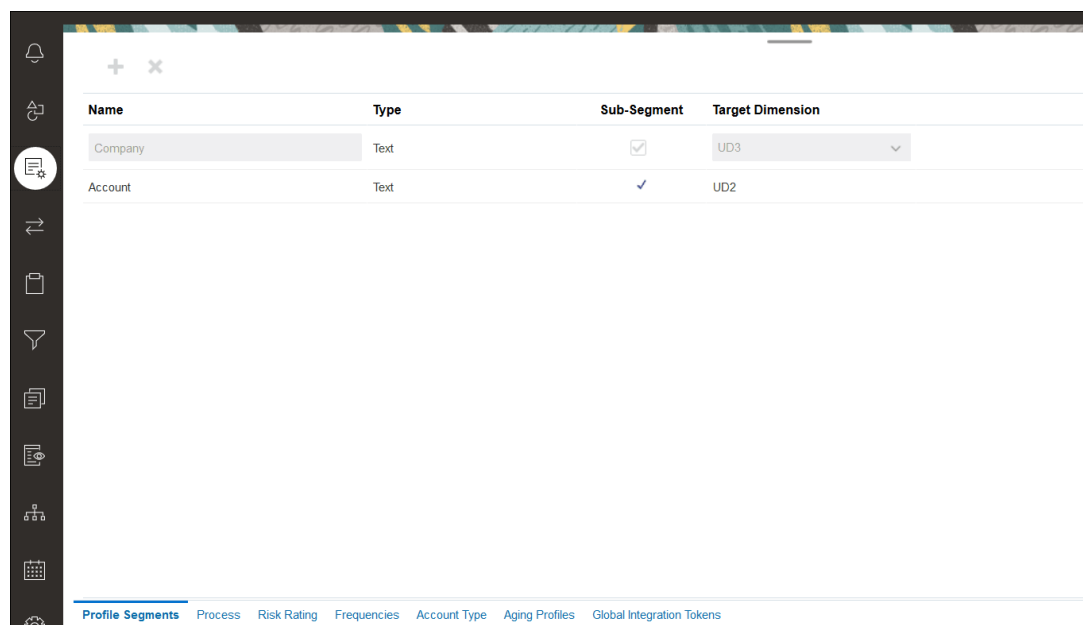 Name Type Sub-Segment Target Dimension
Company Text UD3
Account Text UD2
Profile Segments Process Risk Rating Frequencies Account Type Aging Profiles Global Integration Tokens